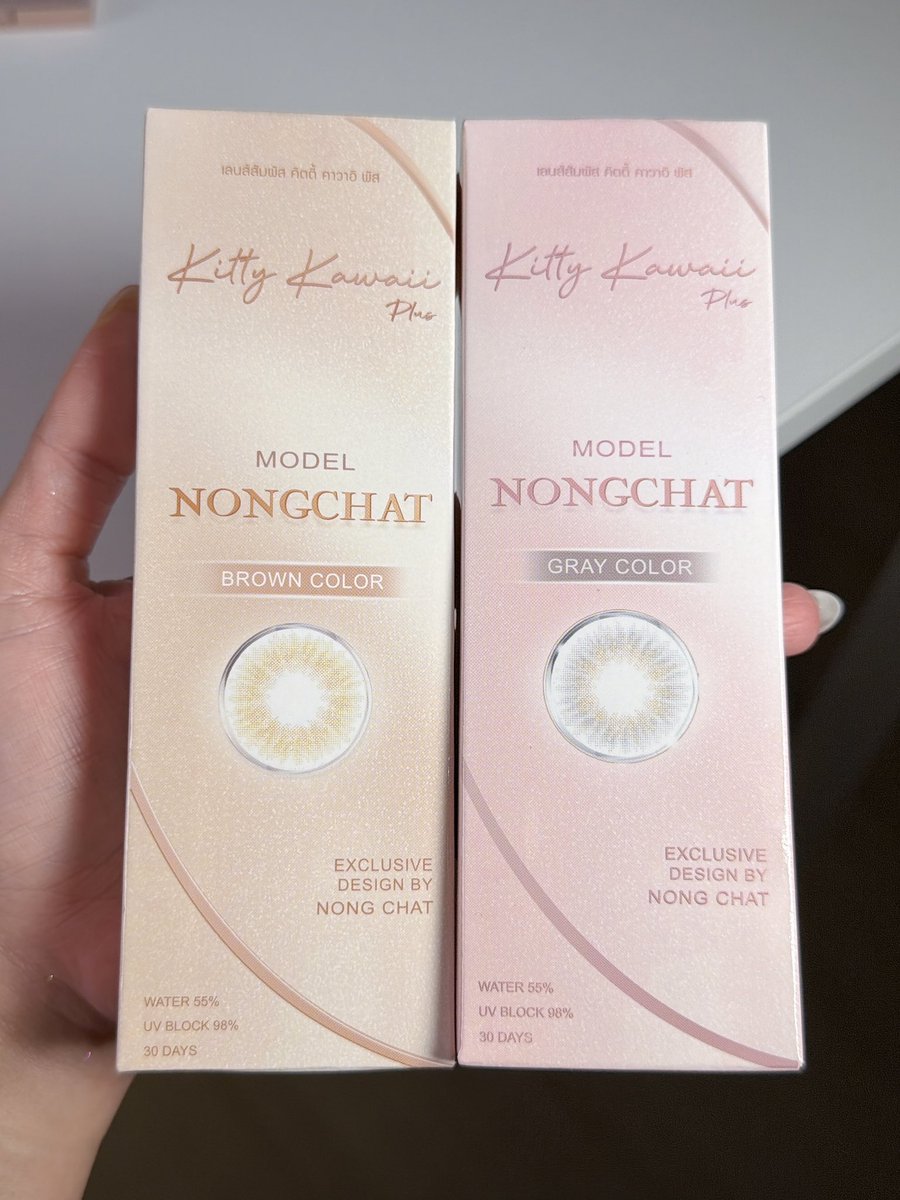 เลนส์สัมผัส คิตตี้ คาวาอิ พลัส
Kitty Kawaii
Plus
MODEL
NONGCHAT
BROWN COLOR
EXCLUSIVE
DESIGN BY
NONG CHAT
WATER 55%
UV BLOCK 98%
30 DAYS
เลนส์สัมผัส คิตตี้ คาวาอิ พลัส
Kitty Kawaii
Plus
MODEL
NONGCHAT
GRAY COLOR
EXCLUSIVE
DESIGN BY
NONG CHAT
WATER 55%
UV BLOCK 98%
30 DAYS